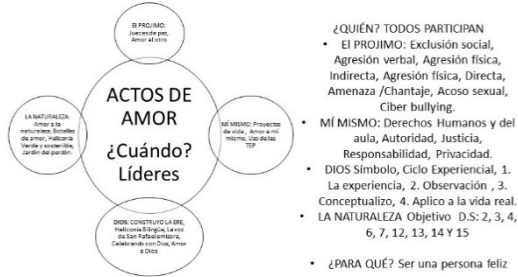 El PROJIMO:
Jueces de paz,
Amor al otro
ACTOS DE
AMOR
¿Cuándo?
Líderes
LA NATURALEZA:
Amor a la
naturaleza, Botellas
de amor, Heliconia
Verde y sostenible,
Jardín del perdón.
MÍ MISMO: Proyectos
de vida , Amor a mí
mismo, Uso de las
TEP
DIOS: CONSTRUYO LA ERE,
Heliconia Bilingüe, La voz
de San Rafael emisora,
Celebrando con Dios, Amor
a Dios
¿QUIÉN? TODOS PARTICIPAN
• El PROJIMO: Exclusión social,
Agresión verbal, Agresión física,
Indirecta, Agresión física, Directa,
Amenaza /Chantaje, Acoso sexual,
Ciber bullying.
• MÍ MISMO: Derechos Humanos y del
aula, Autoridad, Justicia,
Responsabilidad, Privacidad.
• DIOS Símbolo, Ciclo Experiencial, 1.
La experiencia, 2. Observación , 3.
Conceptualizo, 4. Aplico a la vida real.
• LA NATURALEZA Objetivo D.S: 2, 3, 4,
6, 7, 12, 13, 14 Y 15
• ¿PARA QUÉ? Ser una persona feliz